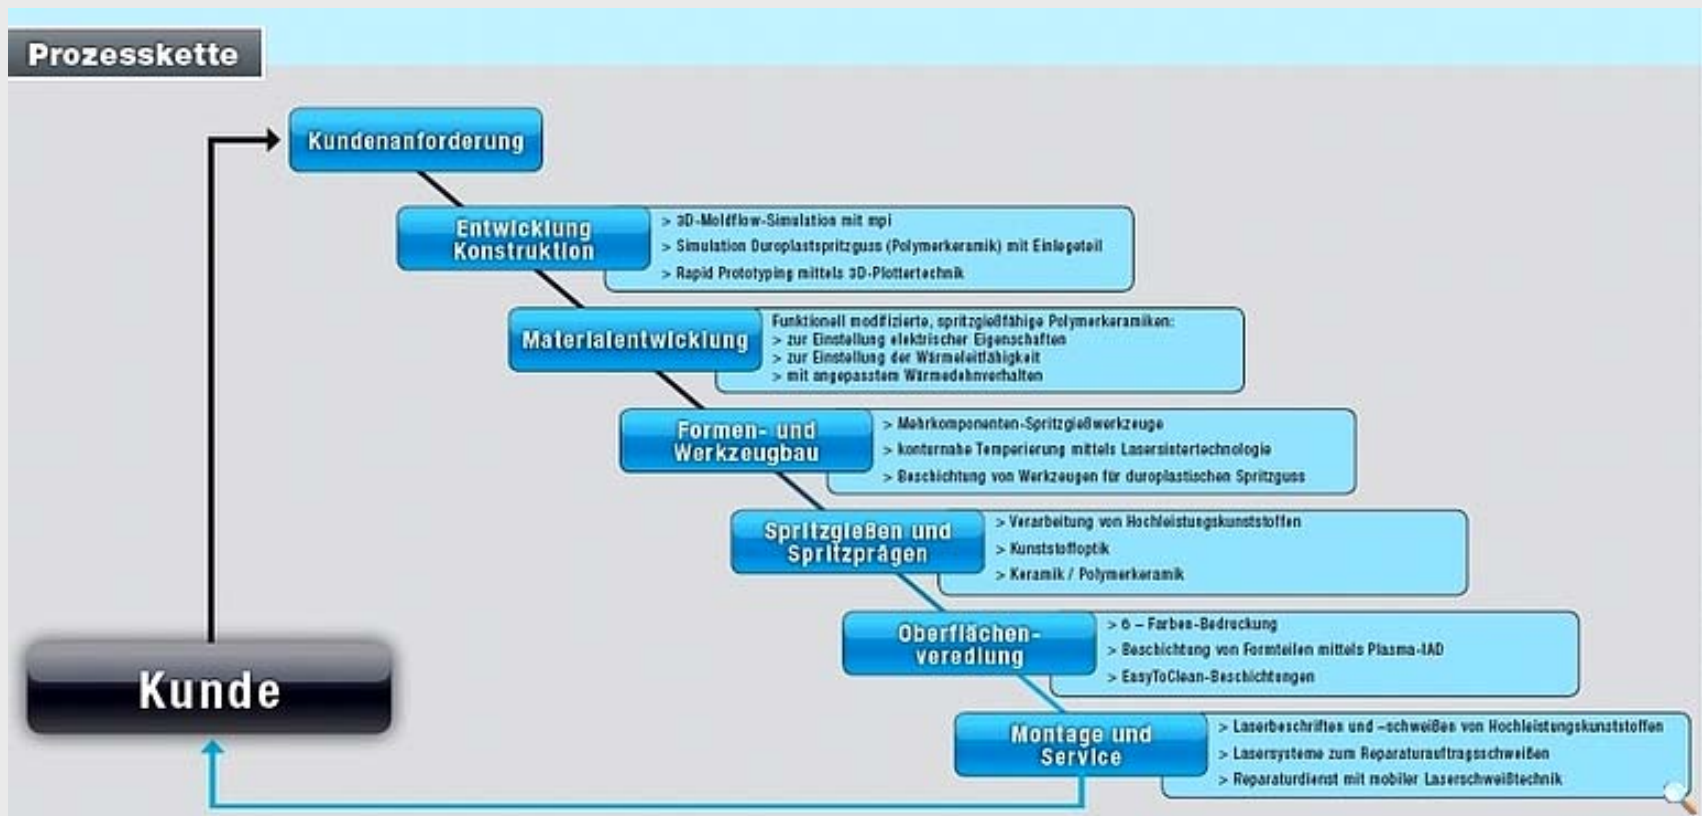 Prozesskette
Kundenanforderung
Entwicklung
Konstruktion
> 3D-Moldflow-Simulation mit mpi
> Simulation Duroplastspritzguss (Polymerkeramik) mit Einlegeteil
> Rapid Prototyping mittels 3D-Plottertechnik
Materialentwicklung
Funktionell modifizierte, spritzgießfähige Polymerkeramiken:
> zur Einstellung elektrischer Eigenschaften
> zur Einstellung der Wärmeleitfähigkeit
> mit angepasstem Wärmedehnverhalten
Formen- und
Werkzeugbau
> Mehrkomponenten-Spritzgießwerkzeuge
> konturnahe Temperierung mittels Lasersintertechnologie
> Beschichtung von Werkzeugen für duroplastischen Spritzguss
Spritzgießen und
Spritzprägen
> Verarbeitung von Hochleistungskunststoffen
> Kunststoffoptik
> Keramik / Polymerkeramik
Oberflächen-
veredlung
> 6 – Farben-Bedruckung
> Beschichtung von Formteilen mittels Plasma-IAD
> EasyToClean-Beschichtungen
Montage und
Service
> Laserbeschriften und –schweißen von Hochleistungskunststoffen
> Lasersysteme zum Reparaturauftragsschweißen
> Reparaturdienst mit mobiler Laserschweißtechnik
Kunde